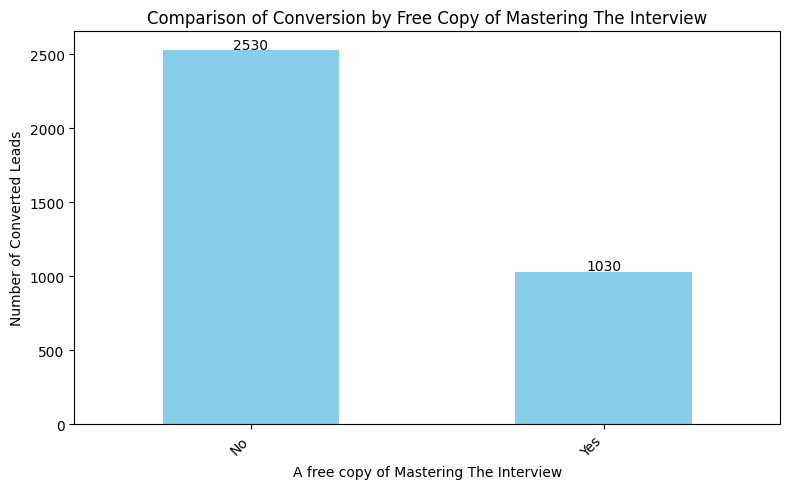 Comparison of Conversion by Free Copy of Mastering The Interview
2530
1030
2500
2000
1500
1000
500
0
Number of Converted Leads
No
Yes
A free copy of Mastering The Interview